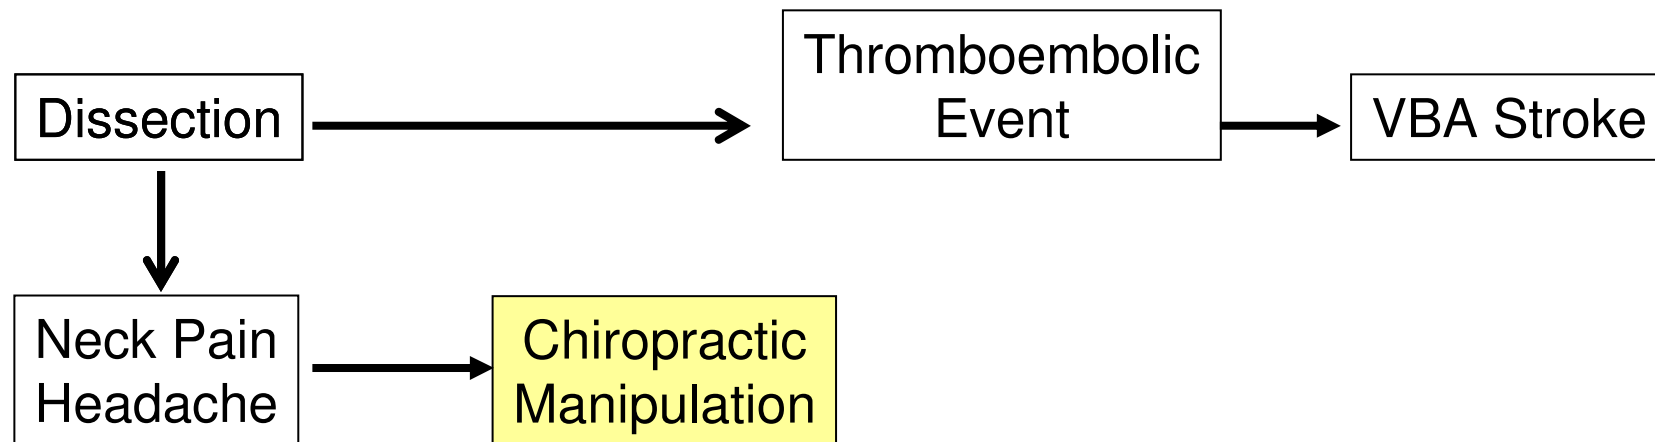 Dissection
Thromboembolic
Event
VBA Stroke
Neck Pain
Headache
Chiropractic
Manipulation